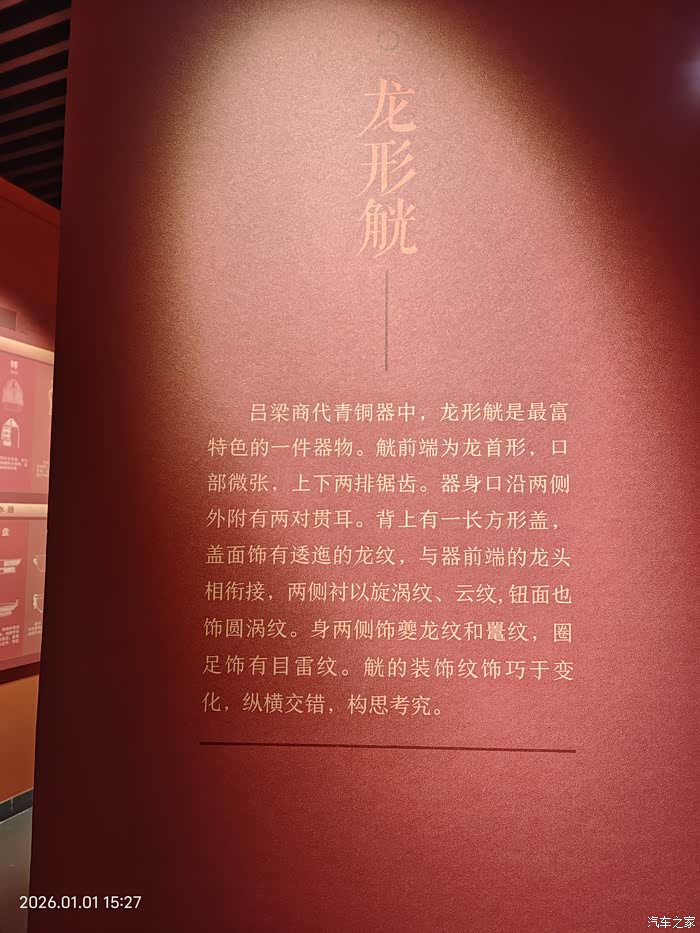 龙形觥
吕梁商代青铜器中，龙形觥是最富
特色的一件器物。觥前端为龙首形，口
部微张，上下两排锯齿。器身口沿两侧
外附有两对贯耳。背上有一长方形盖，
盖面饰有逶迤的龙纹，与器前端的龙头
相衔接，两侧衬以旋涡纹、云纹,钮面也
饰圆涡纹。身两侧饰夔龙纹和鼍纹，圈
足饰有目雷纹。觥的装饰纹饰巧于变
化，纵横交错，构思考究。
2026.01.01 15:27
汽车之家